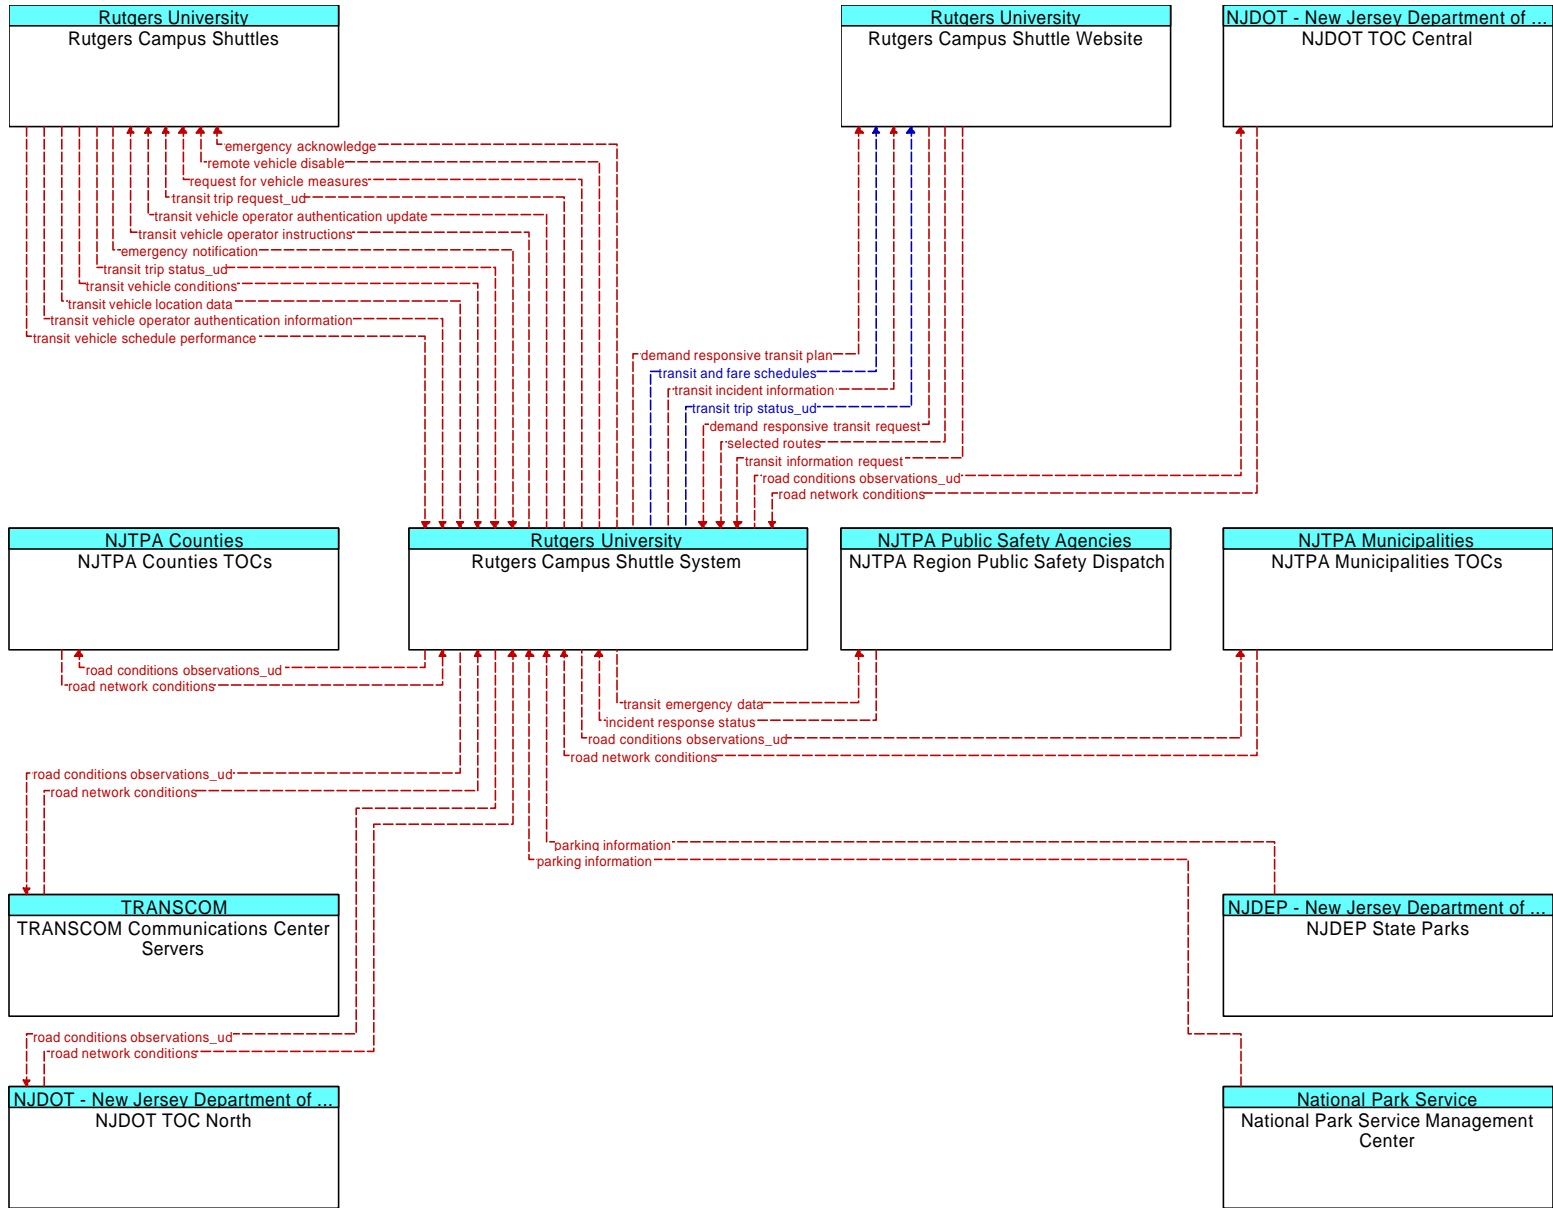 Rutgers University
Rutgers Campus Shuttles
Rutgers University
Rutgers Campus Shuttle Website
NJDOT - New Jersey Department of ...
NJDOT TOC Central
emergency acknowledge
remote vehicle disable
request for vehicle measures
transit trip request_ud
transit vehicle operator authentication update
transit vehicle operator instructions
emergency notification
transit trip status_ud
transit vehicle conditions
transit vehicle location data
transit vehicle operator authentication information
transit vehicle schedule performance
demand responsive transit plan
transit and fare schedules
transit incident information
transit trip status_ud
demand responsive transit request
selected routes
transit information request
road conditions observations_ud
road network conditions
NJTPA Counties
NJTPA Counties TOCs
Rutgers University
Rutgers Campus Shuttle System
NJTPA Public Safety Agencies
NJTPA Region Public Safety Dispatch
NJTPA Municipalities
NJTPA Municipalities TOCs
road conditions observations_ud
road network conditions
transit emergency data
incident response status
road conditions observations_ud
road network conditions
road conditions observations_ud
road network conditions
parking information
parking information
TRANSCOM
TRANSCOM Communications Center
Servers
NJDEP - New Jersey Department of ...
NJDEP State Parks
road conditions observations_ud
road network conditions
NJDOT - New Jersey Department of ...
NJDOT TOC North
National Park Service
National Park Service Management
Center